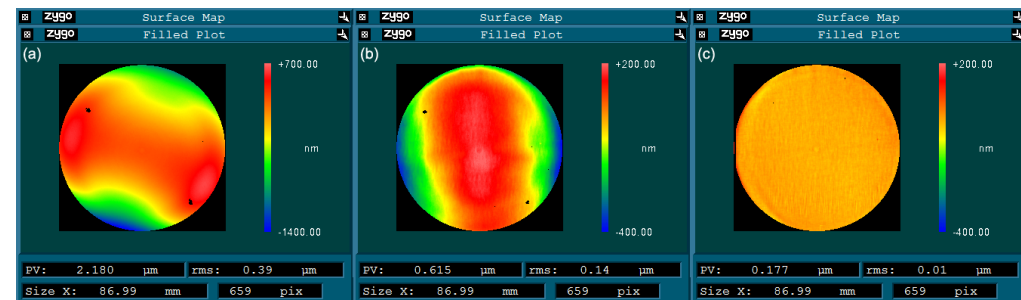 zygo Surface Map
zygo Filled Plot
(a)
+700.00
nm
-1400.00
PV: 2.180 µm rms: 0.39 µm
Size X: 86.99 mm 659 pix
zygo Surface Map
zygo Filled Plot
(b)
+200.00
nm
-400.00
PV: 0.615 µm rms: 0.14 µm
Size X: 86.99 mm 659 pix
zygo Surface Map
zygo Filled Plot
(c)
+200.00
nm
-400.00
PV: 0.177 µm rms: 0.01 µm
Size X: 86.99 mm 659 pix